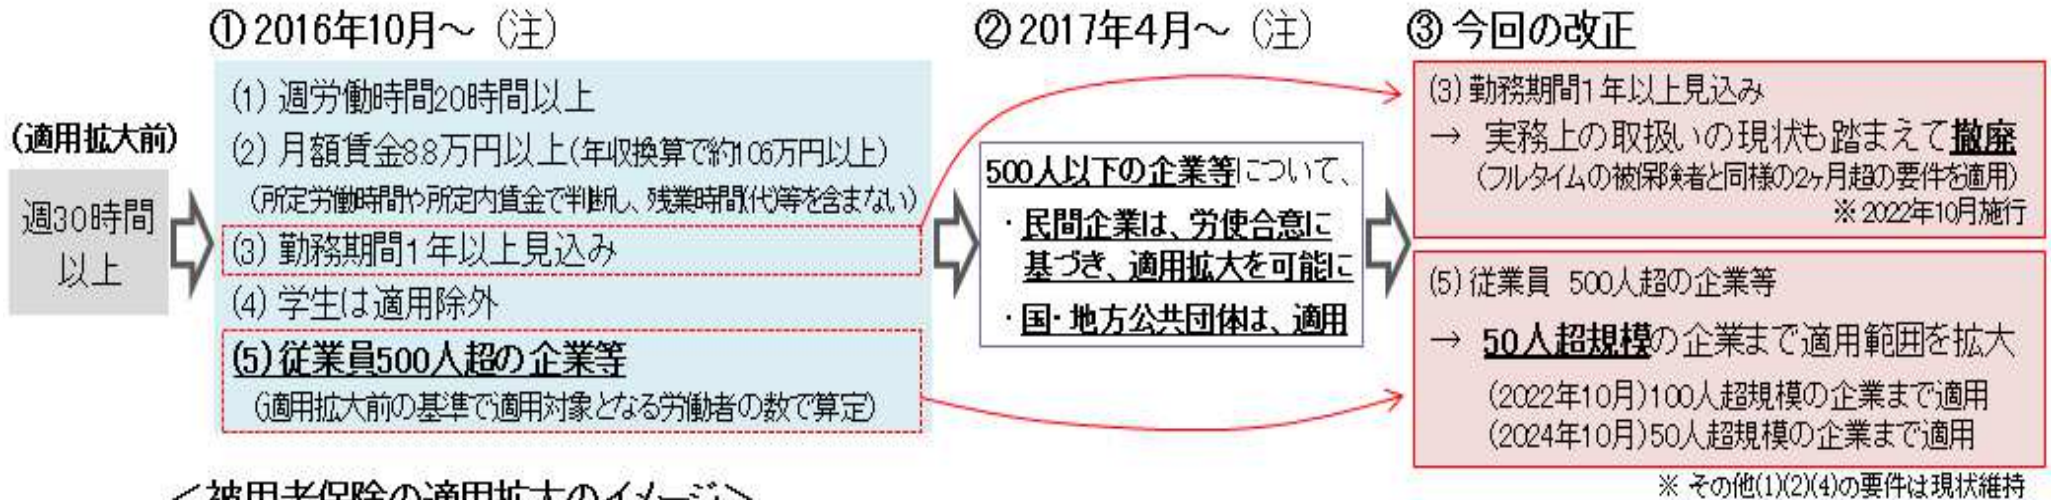 ① 2016年10月～（注）
② 2017年4月～（注）
③ 今回の改正
(適用拡大前)
週30時間
以上
(1) 週労働時間20時間以上
(2) 月額賃金8.8万円以上(年収換算で約106万円以上)
(所定労働時間や所定内賃金で判断し、残業時間(代)等を含まない)
(3) 勤務期間1年以上見込み
(4) 学生は適用除外
(5) 従業員500人超の企業等
(適用拡大前の基準で適用対象となる労働者の数で算定)
500人以下の企業等について、
・民間企業は、労使合意に
基づき、適用拡大を可能に
・国・地方公共団体は、適用
(3) 勤務期間1年以上見込み
→ 実務上の取扱いの現状も踏まえて撤廃
(フルタイムの被保険者と同様の2ヶ月超の要件を適用)
※ 2022年10月施行
(5) 従業員 500人超の企業等
→ 50人超規模の企業まで適用範囲を拡大
(2022年10月)100人超規模の企業まで適用
(2024年10月)50人超規模の企業まで適用
※ その他(1)(2)(4)の要件は現状維持
＜被用者保険の適用拡大のイメージ＞